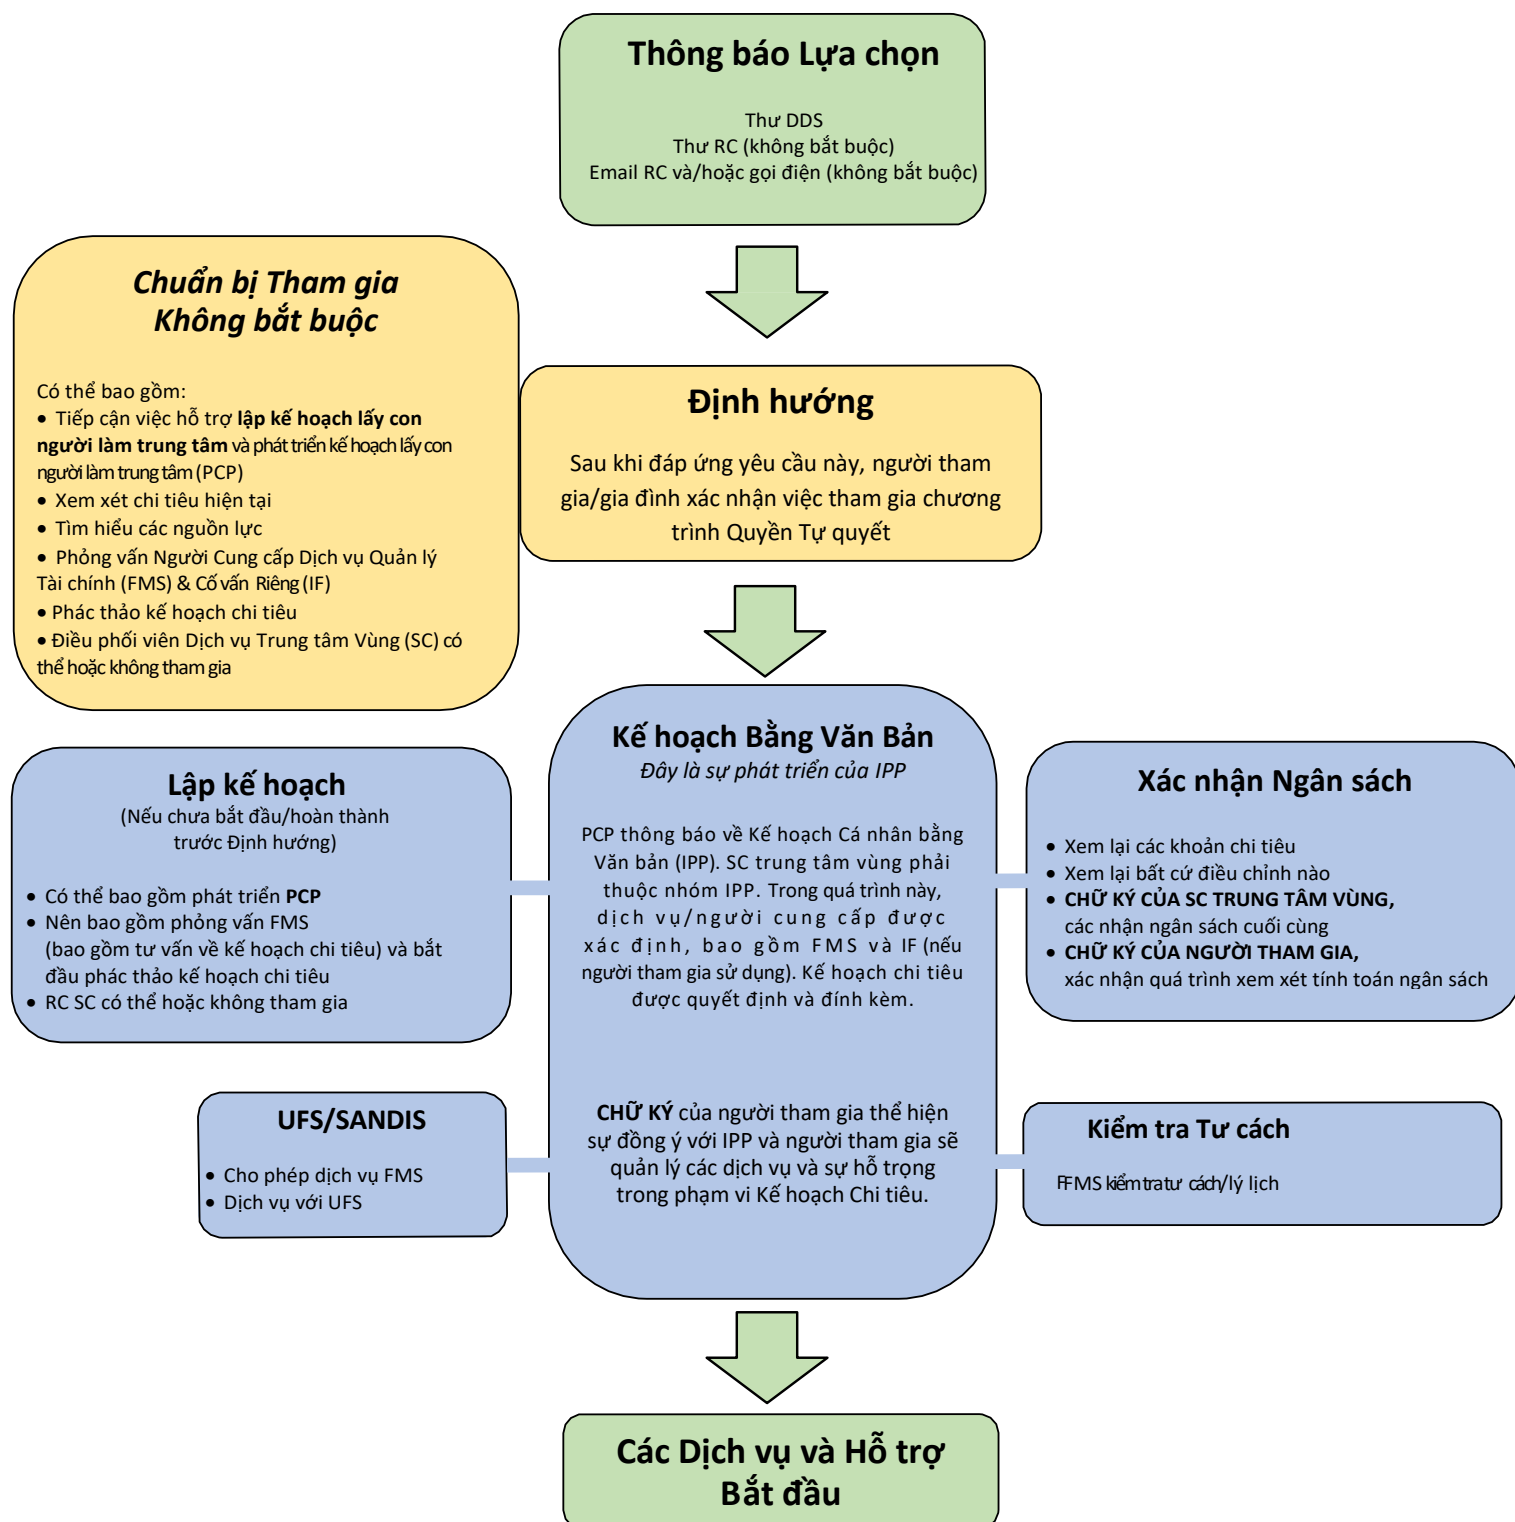 Thông báo Lựa chọn
Thư DDS
Thư RC (không bắt buộc)
Email RC và/hoặc gọi điện (không bắt buộc)
Chuẩn bị Tham gia
Không bắt buộc
Có thể bao gồm:
• Tiếp cận việc hỗ trợ lập kế hoạch lấy con
người làm trung tâm và phát triển kế hoạch lấy con
người làm trung tâm (PCP)
• Xem xét chi tiêu hiện tại
• Tìm hiểu các nguồn lực
• Phỏng vấn Người Cung cấp Dịch vụ Quản lý
Tài chính (FMS) & Cố vấn Riêng (IF)
• Phác thảo kế hoạch chi tiêu
• Điều phối viên Dịch vụ Trung tâm Vùng (SC) có
thể hoặc không tham gia
Định hướng
Sau khi đáp ứng yêu cầu này, người tham
gia/gia đình xác nhận việc tham gia chương
trình Quyền Tự quyết
Lập kế hoạch
(Nếu chưa bắt đầu/hoàn thành
trước Định hướng)
• Có thể bao gồm phát triển PCP
• Nên bao gồm phỏng vấn FMS
(bao gồm tư vấn về kế hoạch chi tiêu) và bắt
đầu phác thảo kế hoạch chi tiêu
• RC SC có thể hoặc không tham gia
Kế hoạch Bằng Văn Bản
Đây là sự phát triển của IPP
PCP thông báo về Kế hoạch Cá nhân bằng
Văn bản (IPP). SC trung tâm vùng phải
thuộc nhóm IPP. Trong quá trình này,
dịch vụ/người cung cấp được
xác định, bao gồm FMS và IF (nếu
người tham gia sử dụng). Kế hoạch chi tiêu
được quyết định và đính kèm.
CHỮ KÝ của người tham gia thể hiện
sự đồng ý với IPP và người tham gia sẽ
quản lý các dịch vụ và sự hỗ trọng
trong phạm vi Kế hoạch Chi tiêu.
Xác nhận Ngân sách
• Xem lại các khoản chi tiêu
• Xem lại bất cứ điều chỉnh nào
• CHỮ KÝ CỦA SC TRUNG TÂM VÙNG,
các nhận ngân sách cuối cùng
• CHỮ KÝ CỦA NGƯỜI THAM GIA,
xác nhận quá trình xem xét tính toán ngân sách
UFS/SANDIS
• Cho phép dịch vụ FMS
• Dịch vụ với UFS
Kiểm tra Tư cách
FFMS kiểm tra tư cách/lý lịch
Các Dịch vụ và Hỗ trợ
Bắt đầu